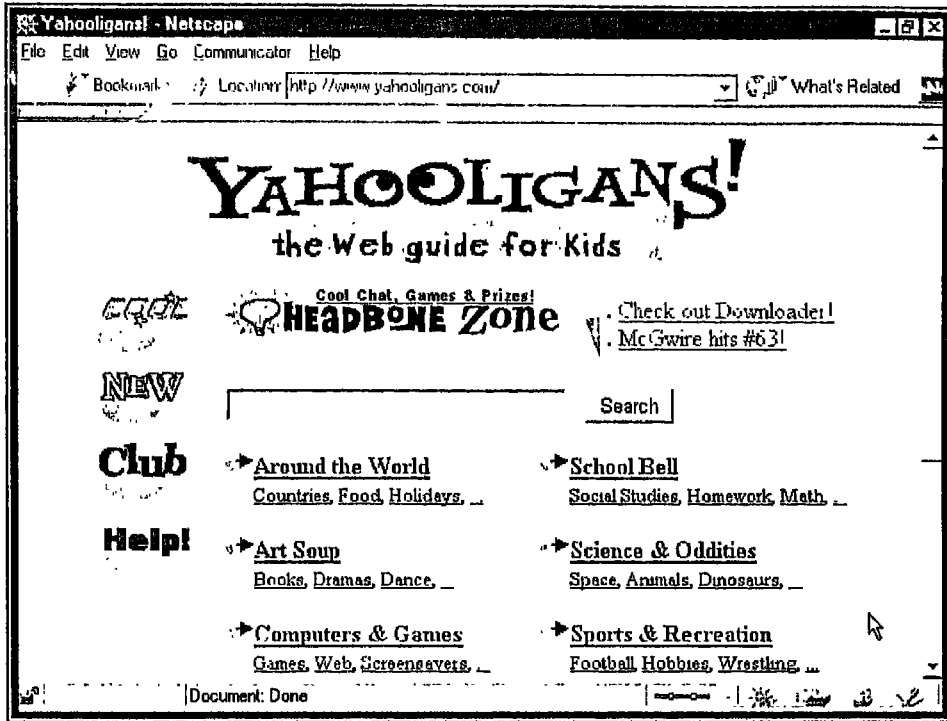 Yahooligans! - Netscape
File Edit View Go Communicator Help
Bookmarks Location: http://www.yahooligans.com/ What's Related
YAHOOLIGANS!
the Web guide for Kids
COOL
Cool Chat, Games & Prizes!
HEADBONE ZONE
Check out Downloader!
McGwire hits #63!
NEW
Search
Club
Around the World
Countries, Food, Holidays, ...
School Bell
Social Studies, Homework, Math, ...
Help!
Art Soup
Books, Dramas, Dance, ...
Science & Oddities
Space, Animals, Dinosaurs, ...
Computers & Games
Games, Web, Screensavers, ...
Sports & Recreation
Football, Hobbies, Wrestling, ...
Document: Done